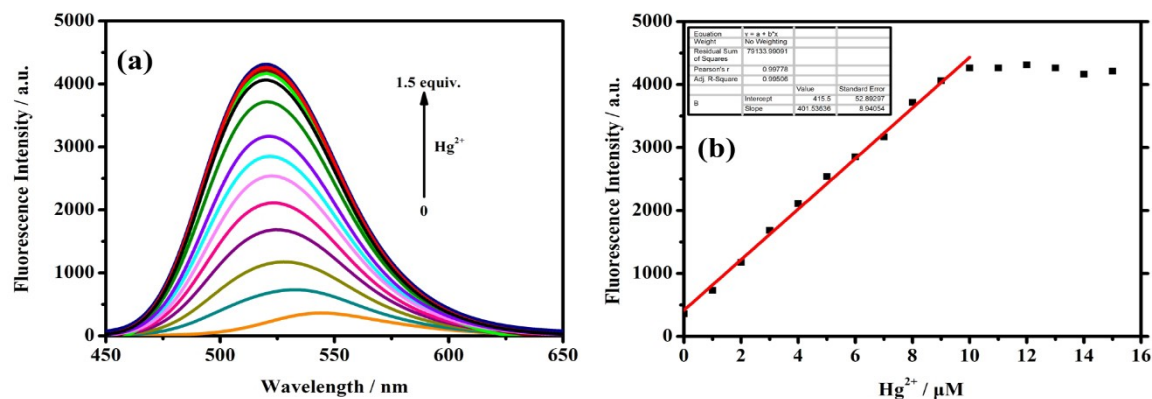 (a)
1.5 equiv.
Hg²⁺
0
Fluorescence Intensity / a.u.
5000
4000
3000
2000
1000
0
450 500 550 600 650
Wavelength / nm
(b)
Equation y = a + b*x
Weight No Weighting
Residual Sum of Squares 79133.99091
Pearson's r 0.99778
Adj. R-Square 0.99506
Value Standard Error
B Intercept 415.5 52.89297
Slope 401.53636 8.94054
Fluorescence Intensity / a.u.
5000
4000
3000
2000
1000
0
0 2 4 6 8 10 12 14 16
Hg²⁺ / μM